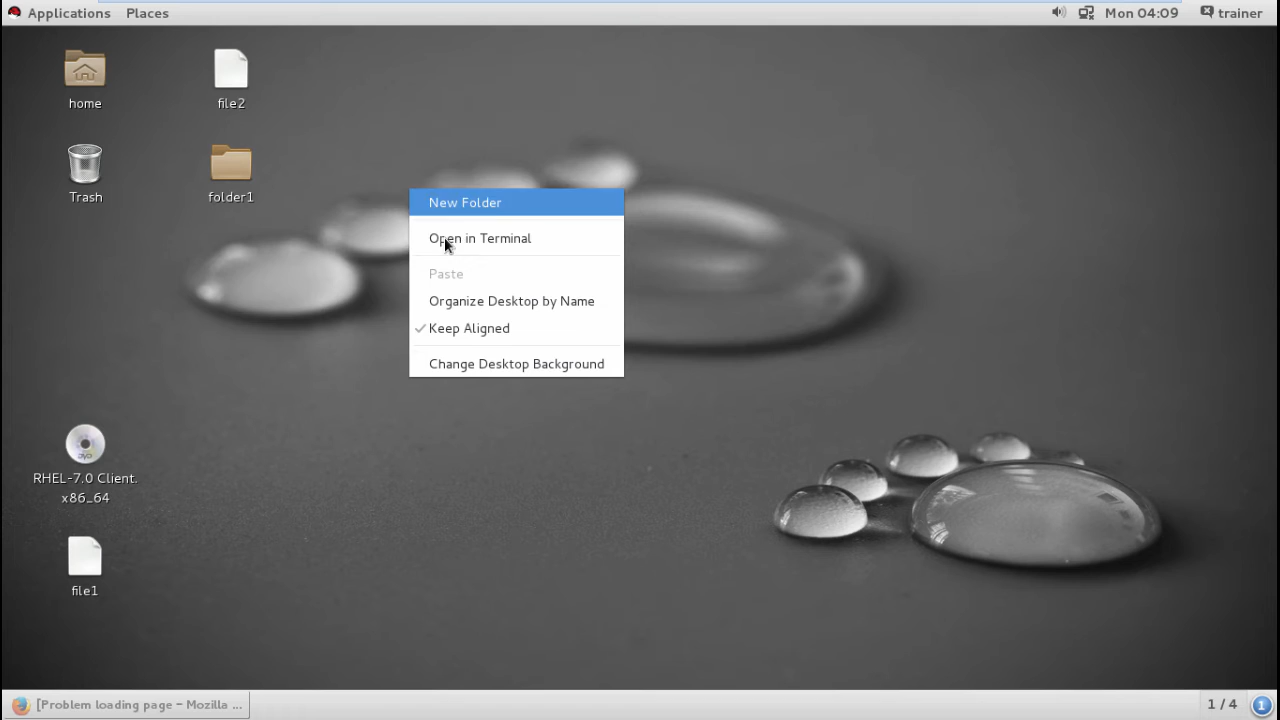 Applications Places Mon 04:09 trainer
home
file2
Trash
folder1
New Folder
Open in Terminal
Paste
Organize Desktop by Name
Keep Aligned
Change Desktop Background
RHEL-7.0 Client.
x86_64
file1
[Problem loading page – Mozilla ... 1 / 4 1